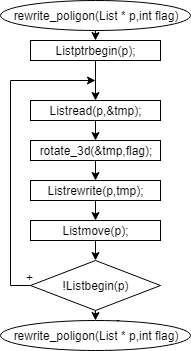 rewrite_poligon(List * p,int flag)
Listptrbegin(p);
Listread(p,&tmp);
rotate_3d(&tmp,flag);
Listrewrite(p,tmp);
Listmove(p);
!Listbegin(p)
+
rewrite_poligon(List * p,int flag)